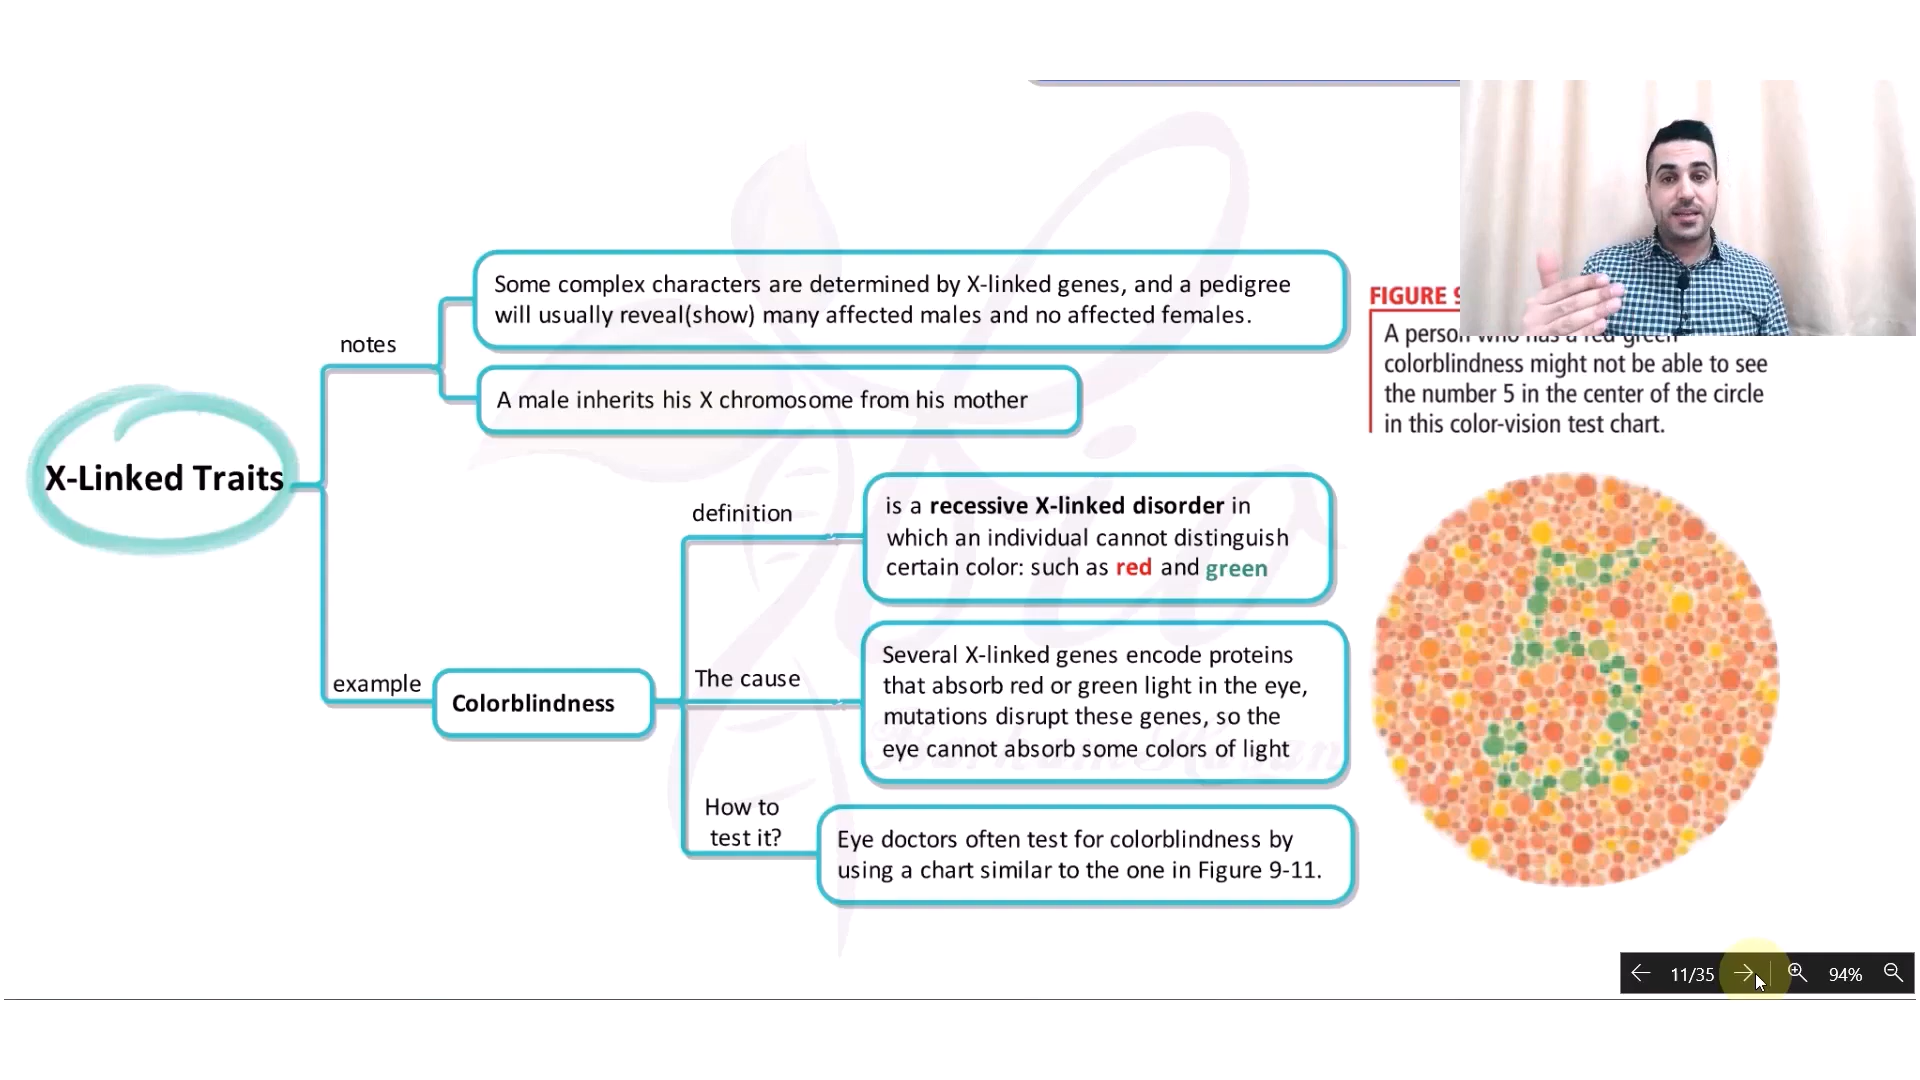 FIGURE 9
A person who has a red-green
colorblindness might not be able to see
the number 5 in the center of the circle
in this color-vision test chart.
Some complex characters are determined by X-linked genes, and a pedigree
will usually reveal(show) many affected males and no affected females.
notes
A male inherits his X chromosome from his mother
X-Linked Traits
definition
is a recessive X-linked disorder in
which an individual cannot distinguish
certain color: such as red and green
example
Colorblindness
The cause
Several X-linked genes encode proteins
that absorb red or green light in the eye,
mutations disrupt these genes, so the
eye cannot absorb some colors of light
How to
test it?
Eye doctors often test for colorblindness by
using a chart similar to the one in Figure 9-11.
5
11/35
94%